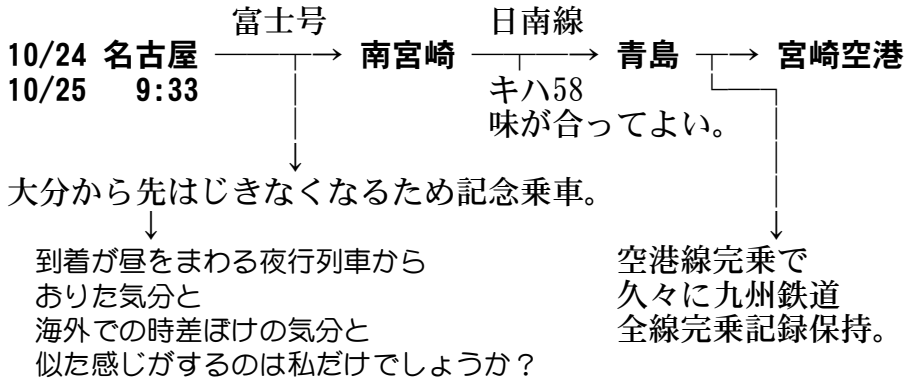 富士号 日南線
10/24 名古屋 → 南宮崎 → 青島 → 宮崎空港
10/25 9:33 キハ58
味が合ってよい。
大分から先はじきなくなるため記念乗車。
到着が昼をまわる夜行列車から 空港線完乗で
おりた気分と 久々に九州鉄道
海外での時差ぼけの気分と 全線完乗記録保持。
似た感じがするのは私だけでしょうか？